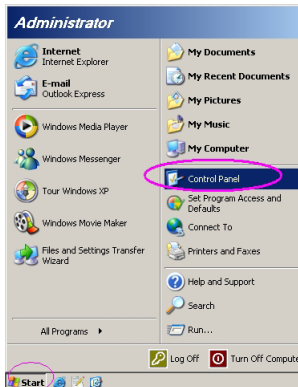 Administrator
Internet
Internet Explorer
E-mail
Outlook Express
Windows Media Player
Windows Messenger
Tour Windows XP
Windows Movie Maker
Files and Settings Transfer
Wizard
All Programs
My Documents
My Recent Documents
My Pictures
My Music
My Computer
Control Panel
Set Program Access and
Defaults
Connect To
Printers and Faxes
Help and Support
Search
Run...
Log Off
Turn Off Compute
Start